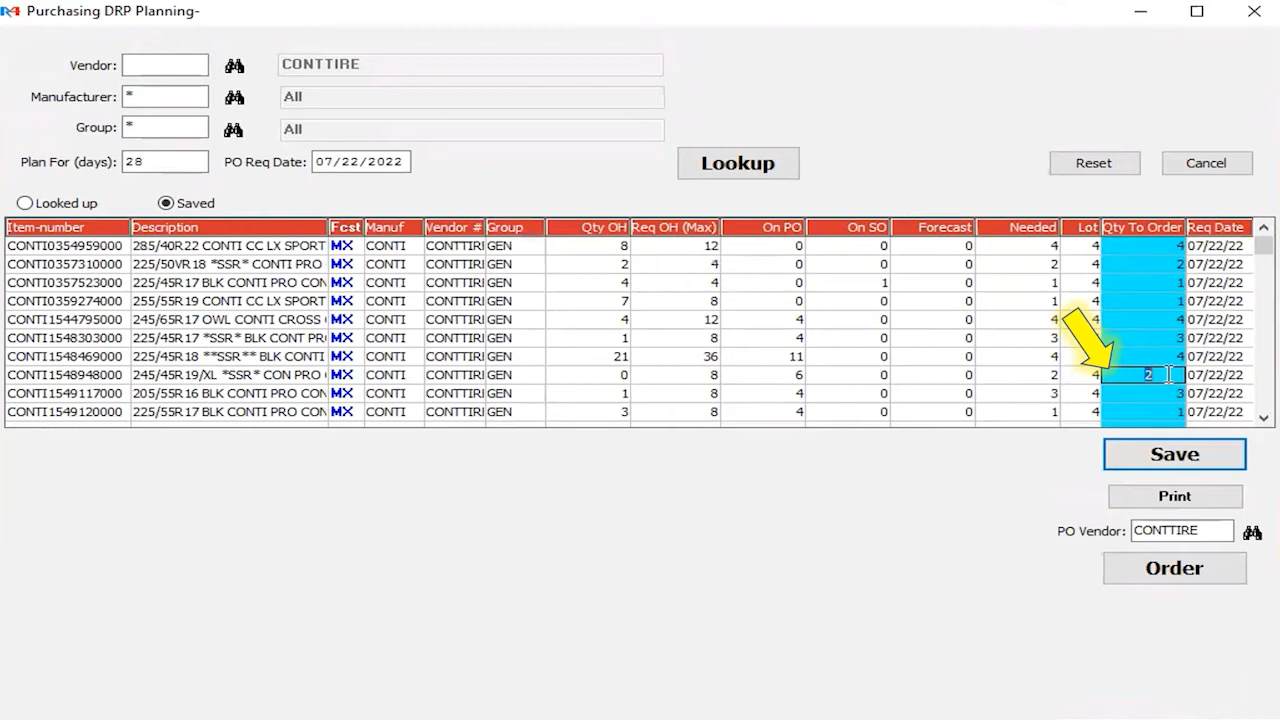 R4 Purchasing DRP Planning-
Vendor: CONTTIRE
Manufacturer: * All
Group: * All
Plan For (days): 28 PO Req Date: 07/22/2022 Lookup Reset Cancel
Looked up Saved
Item-number Description Fcst Manuf Vendor # Group Qty OH Req OH (Max) On PO On SO Forecast Needed Lot Qty To Order Req Date
CONTI0354959000 285/40R22 CONTI CC LX SPORT MX CONTI CONTTIRI GEN 8 12 0 0 0 4 4 4 07/22/22
CONTI0357310000 225/50VR18 *SSR* CONTI PRO MX CONTI CONTTIRI GEN 2 4 0 0 0 2 4 2 07/22/22
CONTI0357523000 225/45R17 BLK CONTI PRO CON MX CONTI CONTTIRI GEN 4 4 0 1 0 1 4 1 07/22/22
CONTI0359274000 255/55R19 CONTI CC LX SPORT MX CONTI CONTTIRI GEN 7 8 0 0 0 1 4 1 07/22/22
CONTI1544795000 245/65R17 OWL CONTI CROSS MX CONTI CONTTIRI GEN 4 12 4 0 0 4 4 4 07/22/22
CONTI1548303000 225/45R17 *SSR* BLK CONT PR MX CONTI CONTTIRI GEN 1 8 4 0 0 3 4 3 07/22/22
CONTI1548469000 225/45R18 **SSR** BLK CONTI MX CONTI CONTTIRI GEN 21 36 11 0 0 4 4 07/22/22
CONTI1548948000 245/45R19/XL *SSR* CON PRO MX CONTI CONTTIRI GEN 0 8 6 0 0 2 4 2 07/22/22
CONTI1549117000 205/55R16 BLK CONTI PRO CON MX CONTI CONTTIRI GEN 1 8 4 0 0 3 4 3 07/22/22
CONTI1549120000 225/55R17 BLK CONTI PRO CON MX CONTI CONTTIRI GEN 3 8 4 0 0 1 4 1 07/22/22
Save
Print
PO Vendor: CONTTIRE
Order